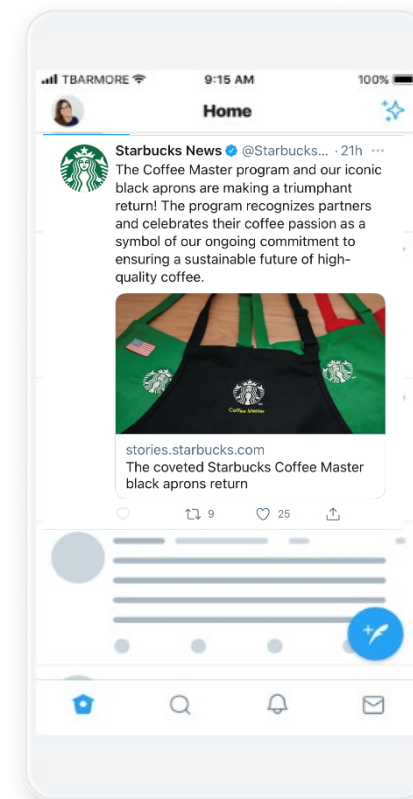 TBARMORE 9:15 AM 100%
Home
Starbucks News @Starbucks... · 21h ···
The Coffee Master program and our iconic
black aprons are making a triumphant
return! The program recognizes partners
and celebrates their coffee passion as a
symbol of our ongoing commitment to
ensuring a sustainable future of high-
quality coffee.
Coffee Master
stories.starbucks.com
The coveted Starbucks Coffee Master
black aprons return
9 25